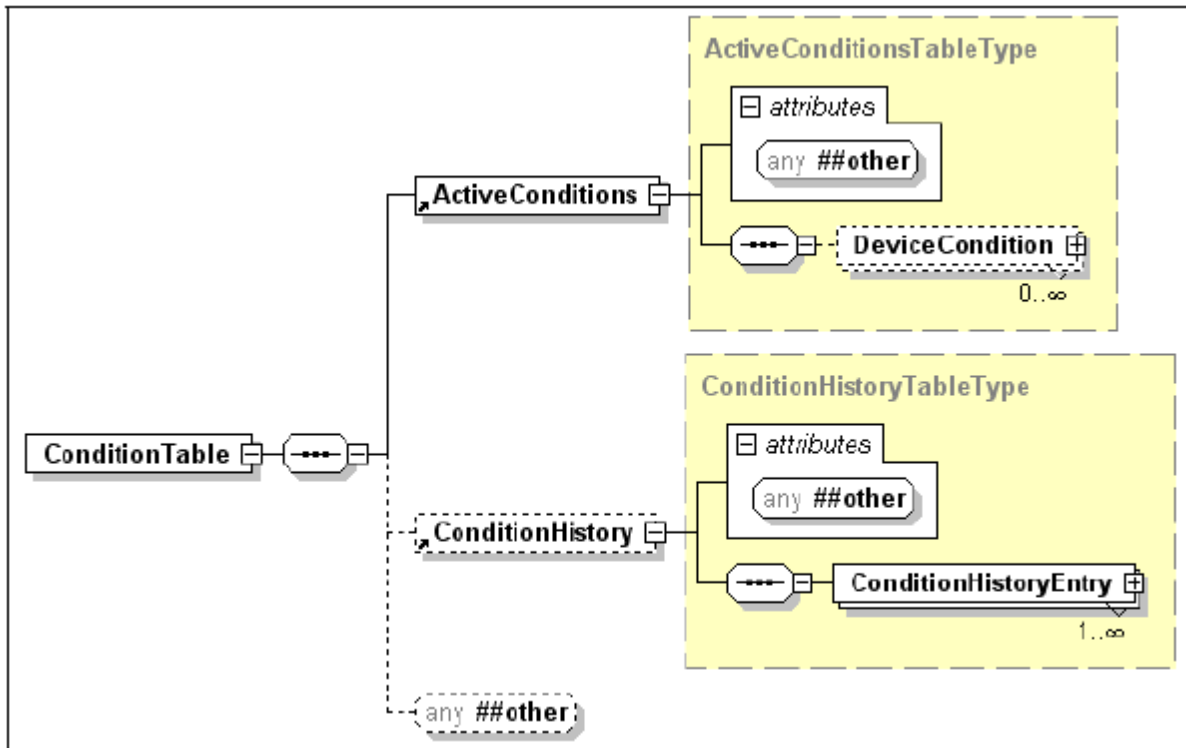 ActiveConditionsTableType
attributes
any ##other
ActiveConditions
DeviceCondition
0..∞
ConditionHistoryTableType
attributes
any ##other
ConditionTable
ConditionHistory
ConditionHistoryEntry
1..∞
any ##other